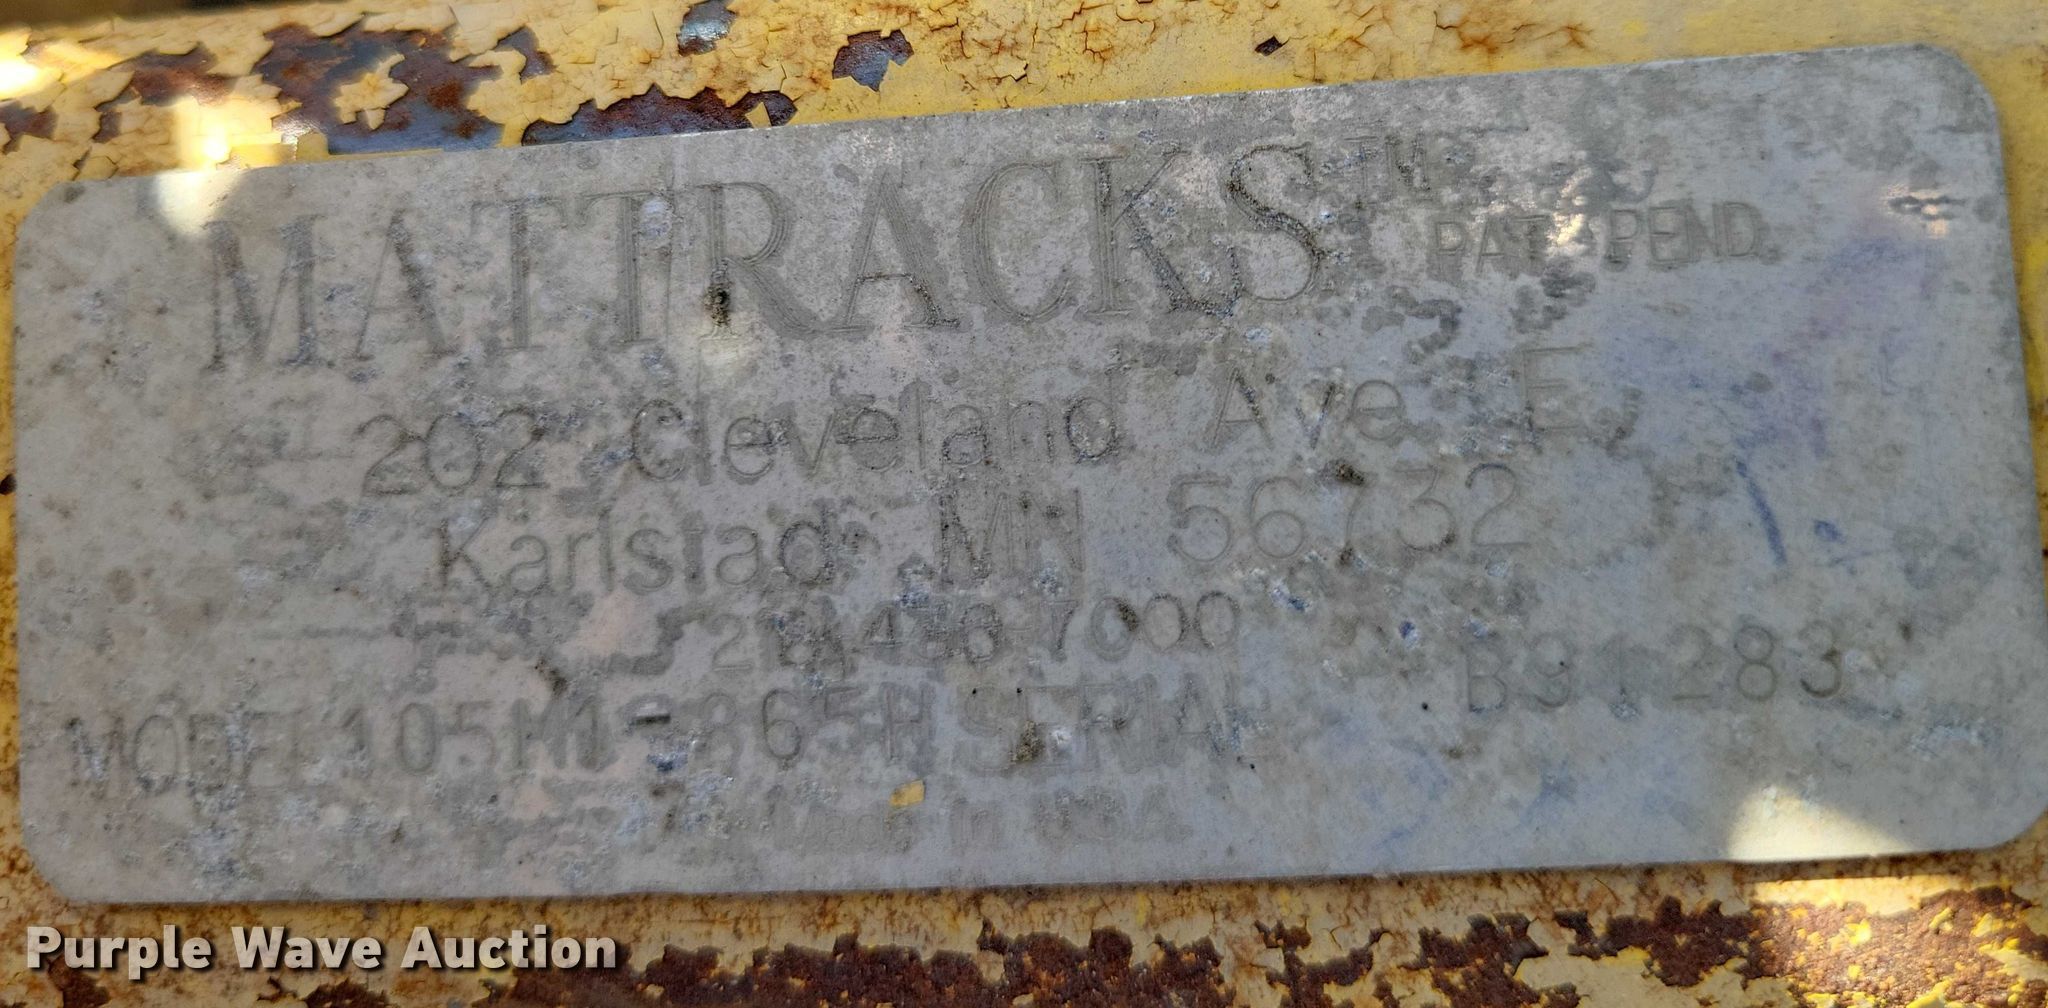 MATTRACKS TM
PAT. PEND.
202 Cleveland Ave. E.
Karlstad MN 56732
218-436-7000
MODEL 105M1-865H SERIAL B91283
Made in USA
Purple Wave Auction